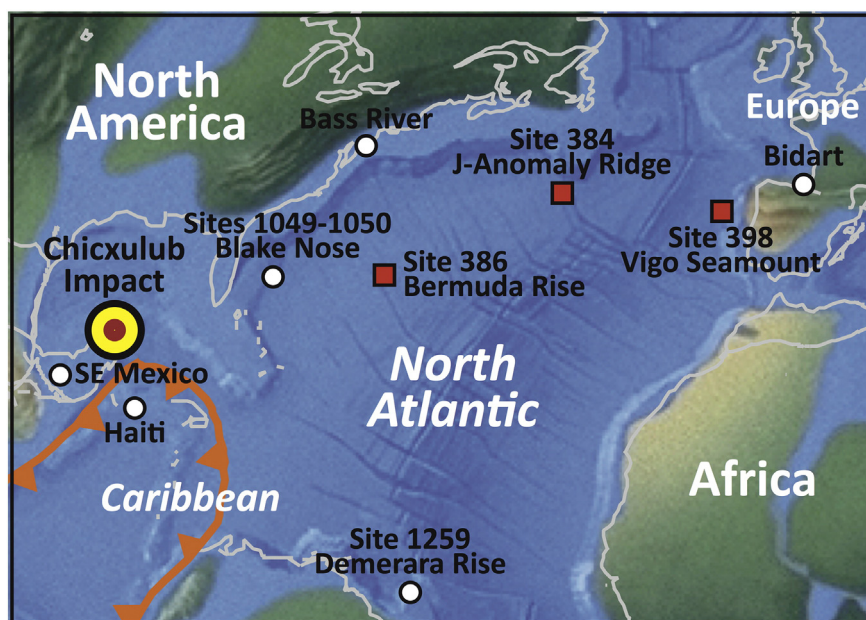 North
America
Bass River
Site 384
J-Anomaly Ridge
Europe
Bidart
Sites 1049-1050
Blake Nose
Chicxulub
Impact
Site 386
Bermuda Rise
Site 398
Vigo Seamount
SE Mexico
Haiti
North
Atlantic
Caribbean
Africa
Site 1259
Demerara Rise